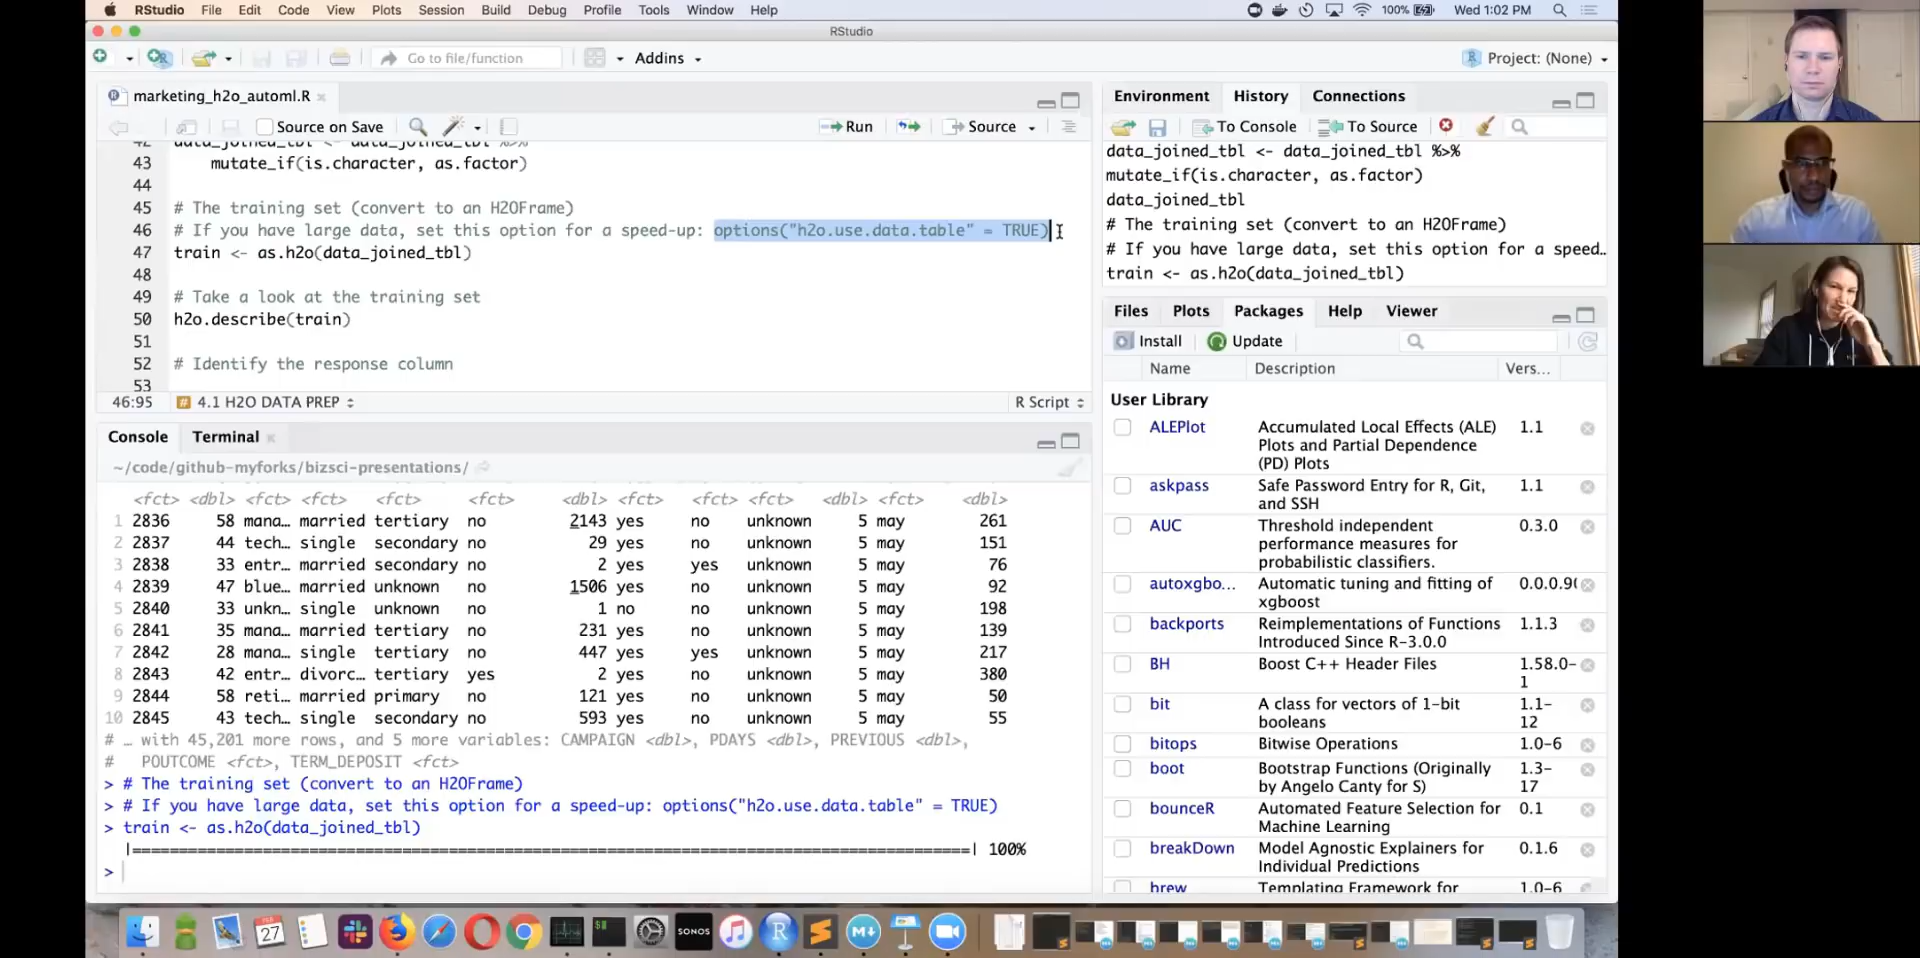 RStudio File Edit Code View Plots Session Build Debug Profile Tools Window Help
100% Wed 1:02 PM
RStudio
Go to file/function
Addins
Project: (None)
marketing_h2o_automl.R
Source on Save
Run
Source
43 mutate_if(is.character, as.factor)
44
45 # The training set (convert to an H2OFrame)
46 # If you have large data, set this option for a speed-up: options("h2o.use.data.table" = TRUE)
47 train <- as.h2o(data_joined_tbl)
48
49 # Take a look at the training set
50 h2o.describe(train)
51
52 # Identify the response column
53
46:95 # 4.1 H2O DATA PREP R Script
Console Terminal
~/code/github-myforks/bizsci-presentations/
<fct> <dbl> <fct> <fct> <fct> <fct> <dbl> <fct> <fct> <fct> <dbl> <fct> <dbl>
1 2836 58 mana… married tertiary no 2143 yes no unknown 5 may 261
2 2837 44 tech… single secondary no 29 yes no unknown 5 may 151
3 2838 33 entr… married secondary no 2 yes yes unknown 5 may 76
4 2839 47 blue… married unknown no 1506 yes no unknown 5 may 92
5 2840 33 unkn… single unknown no 1 no no unknown 5 may 198
6 2841 35 mana… married tertiary no 231 yes no unknown 5 may 139
7 2842 28 mana… single tertiary no 447 yes yes unknown 5 may 217
8 2843 42 entr… divorc… tertiary yes 2 yes no unknown 5 may 380
9 2844 58 reti… married primary no 121 yes no unknown 5 may 50
10 2845 43 tech… single secondary no 593 yes no unknown 5 may 55
# … with 45,201 more rows, and 5 more variables: CAMPAIGN <dbl>, PDAYS <dbl>, PREVIOUS <dbl>,
# POUTCOME <fct>, TERM_DEPOSIT <fct>
> # The training set (convert to an H2OFrame)
> # If you have large data, set this option for a speed-up: options("h2o.use.data.table" = TRUE)
> train <- as.h2o(data_joined_tbl)
|======================================================================| 100%
>
Environment History Connections
To Console To Source
data_joined_tbl <- data_joined_tbl %>%
mutate_if(is.character, as.factor)
data_joined_tbl
# The training set (convert to an H2OFrame)
# If you have large data, set this option for a speed…
train <- as.h2o(data_joined_tbl)
Files Plots Packages Help Viewer
Install Update
Name Description Vers...
User Library
ALEPlot Accumulated Local Effects (ALE) 1.1
Plots and Partial Dependence
(PD) Plots
askpass Safe Password Entry for R, Git, 1.1
and SSH
AUC Threshold independent 0.3.0
performance measures for
probabilistic classifiers.
autoxgbo... Automatic tuning and fitting of 0.0.0.9
xgboost
backports Reimplementations of Functions 1.1.3
Introduced Since R-3.0.0
BH Boost C++ Header Files 1.58.0-
1
bit A class for vectors of 1-bit 1.1-
booleans 12
bitops Bitwise Operations 1.0-6
boot Bootstrap Functions (Originally 1.3-
by Angelo Canty for S) 17
bounceR Automated Feature Selection for 0.1
Machine Learning
breakDown Model Agnostic Explainers for 0.1.6
Individual Predictions
brew Templating Framework for 1.0-6
FEB
27
SONOS
R
M